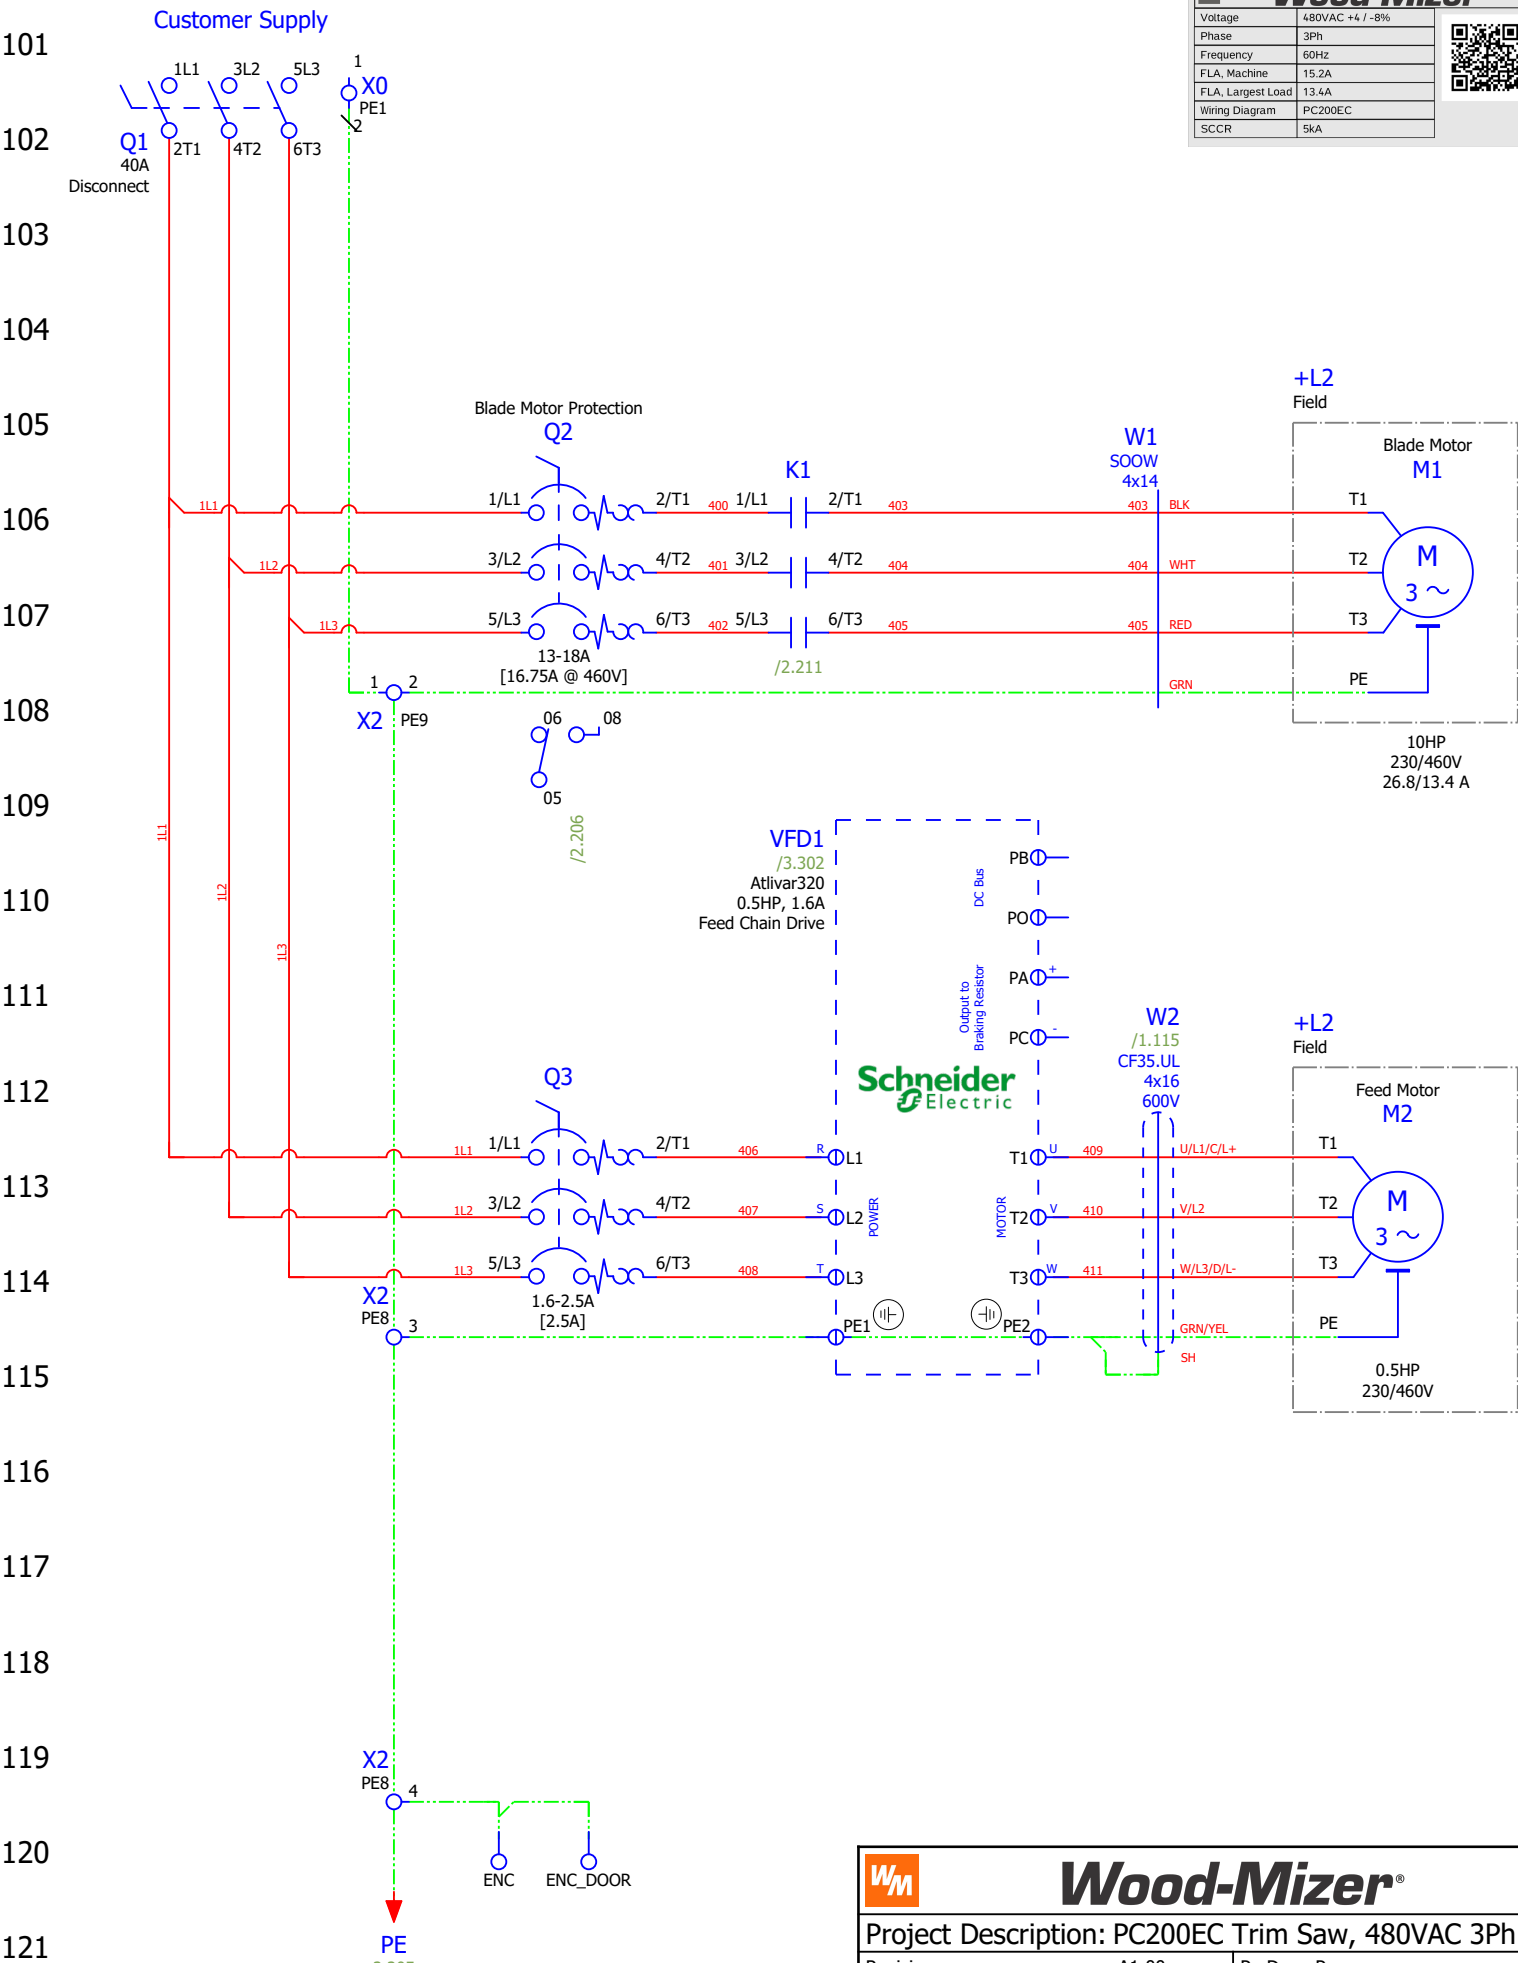 Customer Supply
101
1L1 3L2 5L3 1
X0
PE1
2
102
Q1
40A
Disconnect
2T1 4T2 6T3
Voltage 480VAC +4 / -8%
Phase 3Ph
Frequency 60Hz
FLA, Machine 15.2A
FLA, Largest Load 13.4A
Wiring Diagram PC200EC
SCCR 5kA
103
104
105
Blade Motor Protection
Q2
K1
W1
SOOW
4x14
+L2
Field
Blade Motor
M1
106
1L1 1/L1 2/T1 400 1/L1 2/T1 403 403 BLK T1
1L2 3/L2 4/T2 401 3/L2 4/T2 404 404 WHT T2
M
3 ~
107
1L3 5/L3 6/T3 402 5/L3 6/T3 405 405 RED T3
13-18A
[16.75A @ 460V]
/2.211
1 2 GRN PE
108
X2 PE9
06 08
05
/2.206
10HP
230/460V
26.8/13.4 A
109
1L1
1L2
1L3
VFD1
/3.302
Atlivar320
0.5HP, 1.6A
Feed Chain Drive
PB
DC Bus
PO
110
111
PA +
Output to
Braking Resistor
PC -
Schneider
Electric
W2
/1.115
CF35.UL
4x16
600V
+L2
Field
Feed Motor
M2
112
Q3
1L1 1/L1 2/T1 406 R L1 T1 U 409 U/L1/C/L+ T1
113
1L2 3/L2 4/T2 407 S L2 POWER MOTOR T2 V 410 V/L2 T2
M
3 ~
114
1L3 5/L3 6/T3 408 T L3 T3 W 411 W/L3/D/L- T3
1.6-2.5A
[2.5A]
X2
PE8
3 PE1 PE2 GRN/YEL PE
SH
115
0.5HP
230/460V
116
117
118
119
X2
PE8
4
120
ENC ENC_DOOR
121
PE
WM
Wood-Mizer®
Project Description: PC200EC Trim Saw, 480VAC 3Ph